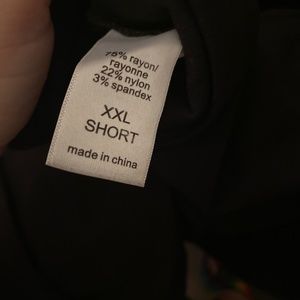 75% rayon/
rayonne
22% nylon
3% spandex
XXL
SHORT
made in china